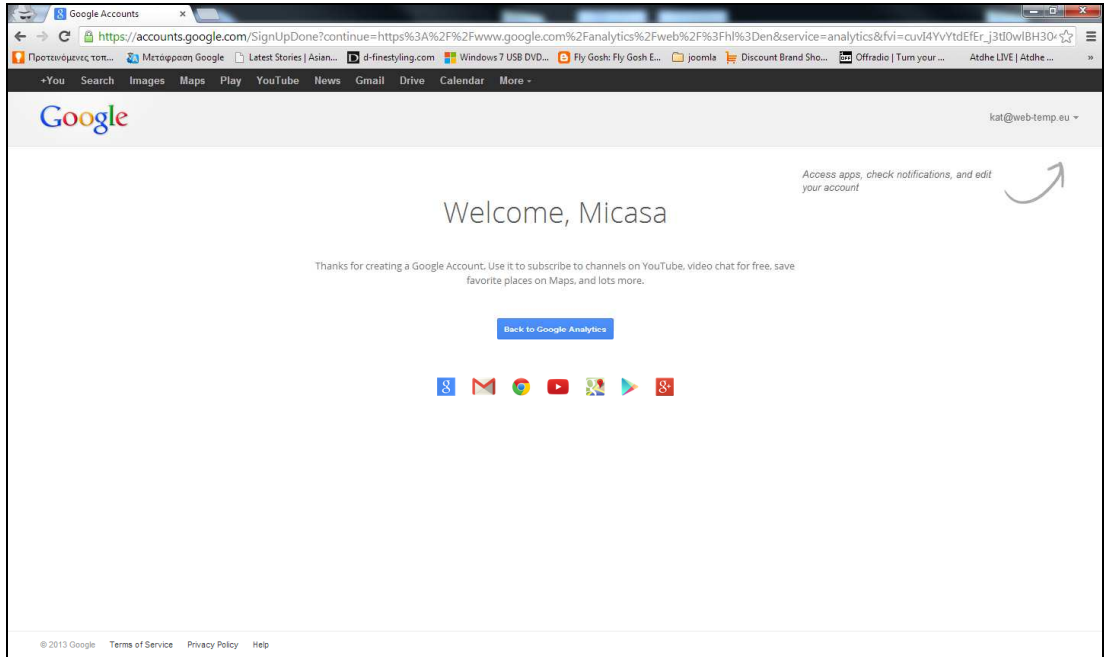 Google Accounts
https://accounts.google.com/SignUpDone?continue=https%3A%2F%2Fwww.google.com%2Fanalytics%2Fweb%2F%3Fhl%3Den&service=analytics&fvi=
Προτεινόμενες τοπ... Μετάφραση Google Latest Stories | Asian... d-finestyling.com Windows 7 USB DVD... Fly Gosh: Fly Gosh E... joomla Discount Brand Sho... Offradio | Turn your ... Atdhe LIVE | Atdhe ... »
+You Search Images Maps Play YouTube News Gmail Drive Calendar More
Google
kat@web-temp.eu
Access apps, check notifications, and edit
your account
Welcome, Micasa
Thanks for creating a Google Account. Use it to subscribe to channels on YouTube, video chat for free, save
favorite places on Maps, and lots more.
Back to Google Analytics
© 2013 Google Terms of Service Privacy Policy Help